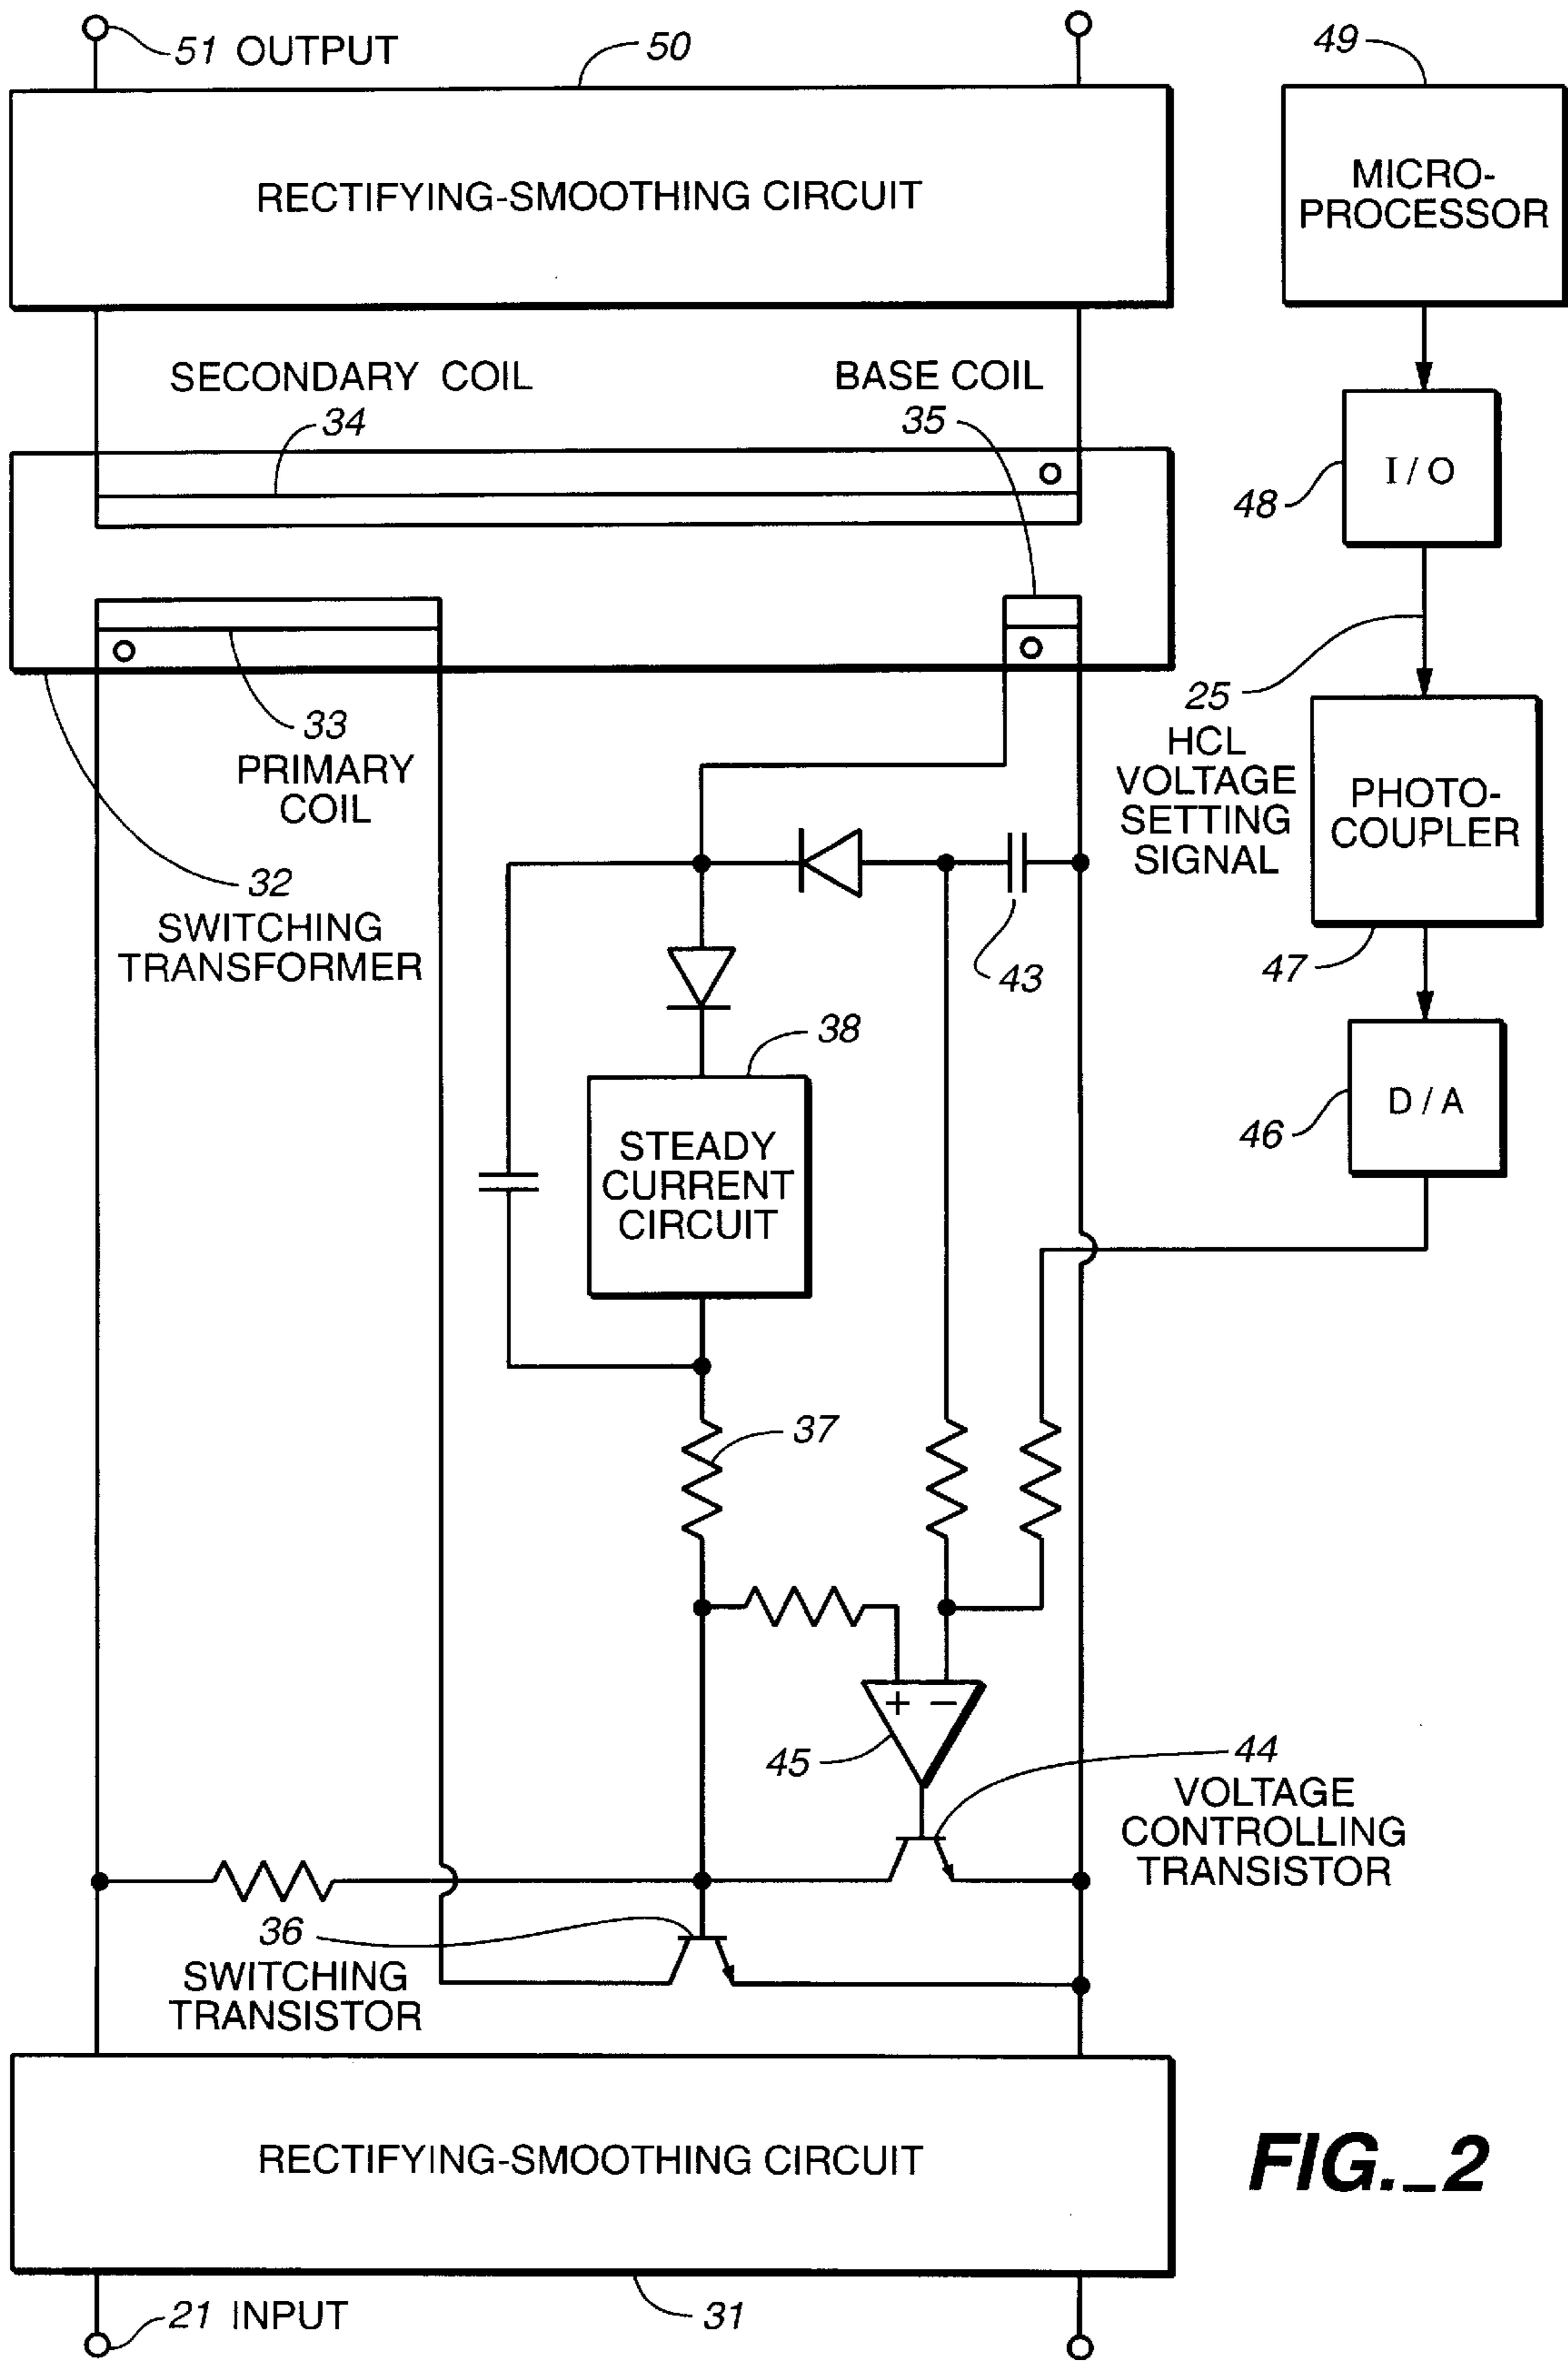 51 OUTPUT
50
49
RECTIFYING-SMOOTHING CIRCUIT
MICRO-
PROCESSOR
SECONDARY COIL
34
BASE COIL
35
I / O
48
33
PRIMARY
COIL
25
HCL
VOLTAGE
SETTING
SIGNAL
PHOTO-
COUPLER
32
SWITCHING
TRANSFORMER
43
47
38
D / A
46
STEADY
CURRENT
CIRCUIT
37
+ −
45
44
VOLTAGE
CONTROLLING
TRANSISTOR
36
SWITCHING
TRANSISTOR
RECTIFYING-SMOOTHING CIRCUIT
FIG._2
21 INPUT
31